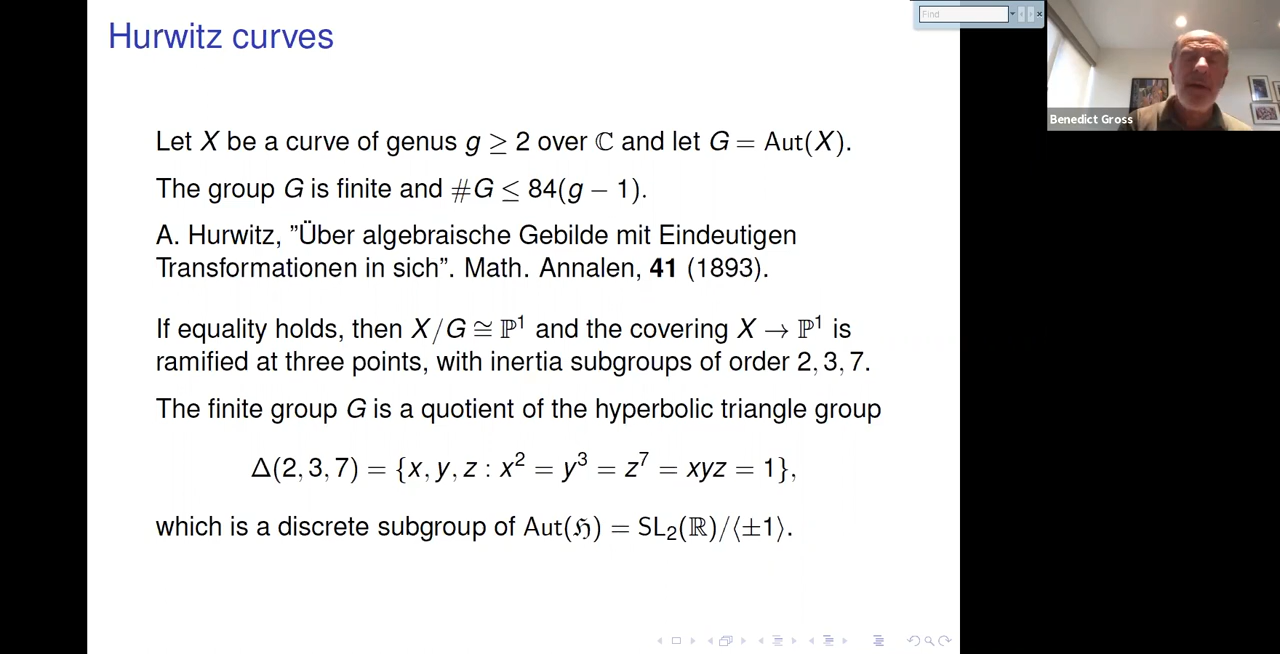 Hurwitz curves
Find
Benedict Gross
Let X be a curve of genus g ≥ 2 over ℂ and let G = Aut(X).
The group G is finite and #G ≤ 84(g − 1).
A. Hurwitz, ”Über algebraische Gebilde mit Eindeutigen
Transformationen in sich”. Math. Annalen, 41 (1893).
If equality holds, then X/G ≅ ℙ¹ and the covering X → ℙ¹ is
ramified at three points, with inertia subgroups of order 2, 3, 7.
The finite group G is a quotient of the hyperbolic triangle group
Δ(2, 3, 7) = {x, y, z : x² = y³ = z⁷ = xyz = 1},
which is a discrete subgroup of Aut(ℌ) = SL₂(ℝ)/⟨±1⟩.